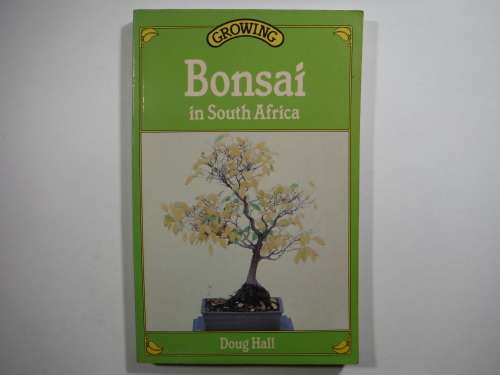 GROWING
Bonsai
in South Africa
Doug Hall